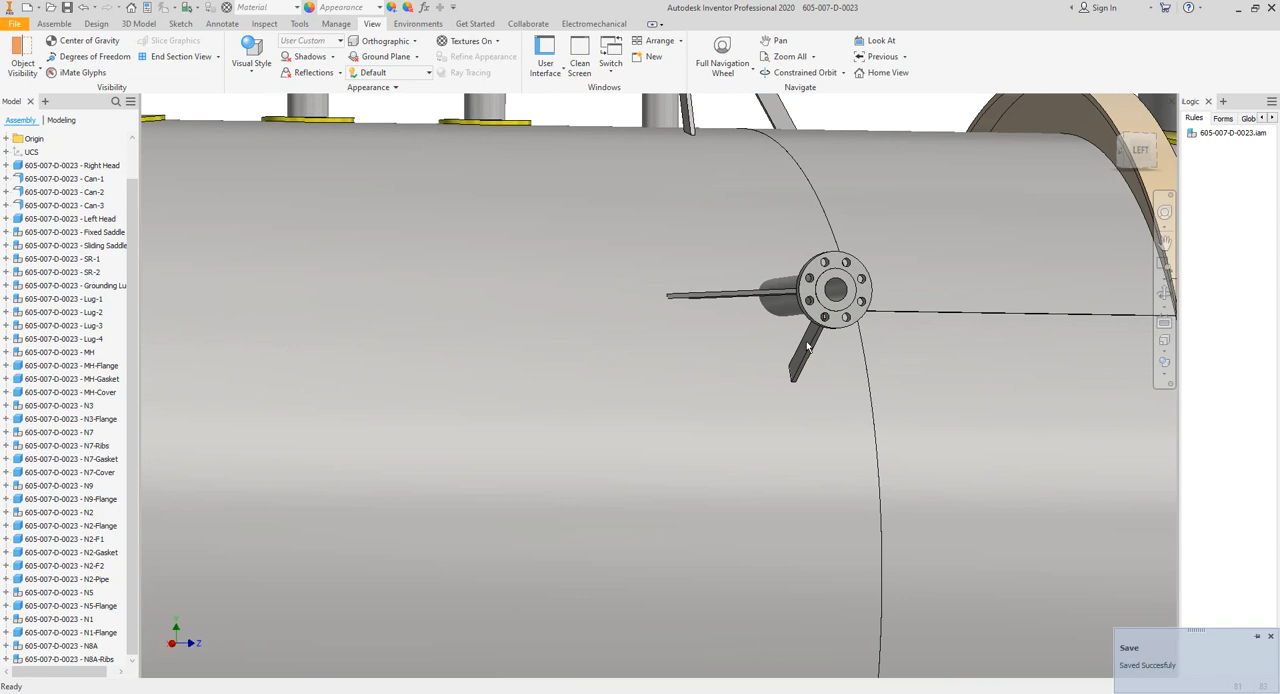 Material
Appearance
Autodesk Inventor Professional 2020 605-007-D-0023
Sign In
File
Assemble
Design
3D Model
Sketch
Annotate
Inspect
Tools
Manage
View
Environments
Get Started
Collaborate
Electromechanical
Object
Visibility
Center of Gravity
Degrees of Freedom
iMate Glyphs
Slice Graphics
End Section View
Visibility
Visual Style
User Custom
Shadows
Reflections
Orthographic
Ground Plane
Default
Textures On
Refine Appearance
Ray Tracing
Appearance
User
Interface
Clean
Screen
Switch
Arrange
New
Windows
Full Navigation
Wheel
Pan
Zoom All
Constrained Orbit
Look At
Previous
Home View
Navigate
Model
Assembly
Modeling
Origin
UCS
605-007-D-0023 - Right Head
605-007-D-0023 - Can-1
605-007-D-0023 - Can-2
605-007-D-0023 - Can-3
605-007-D-0023 - Left Head
605-007-D-0023 - Fixed Saddle
605-007-D-0023 - Sliding Saddle
605-007-D-0023 - SR-1
605-007-D-0023 - SR-2
605-007-D-0023 - Grounding Lu
605-007-D-0023 - Lug-1
605-007-D-0023 - Lug-2
605-007-D-0023 - Lug-3
605-007-D-0023 - Lug-4
605-007-D-0023 - MH
605-007-D-0023 - MH-Flange
605-007-D-0023 - MH-Gasket
605-007-D-0023 - MH-Cover
605-007-D-0023 - N3
605-007-D-0023 - N3-Flange
605-007-D-0023 - N7
605-007-D-0023 - N7-Ribs
605-007-D-0023 - N7-Gasket
605-007-D-0023 - N7-Cover
605-007-D-0023 - N9
605-007-D-0023 - N9-Flange
605-007-D-0023 - N2
605-007-D-0023 - N2-Flange
605-007-D-0023 - N2-F1
605-007-D-0023 - N2-Gasket
605-007-D-0023 - N2-F2
605-007-D-0023 - N2-Pipe
605-007-D-0023 - N5
605-007-D-0023 - N5-Flange
605-007-D-0023 - N1
605-007-D-0023 - N1-Flange
605-007-D-0023 - N8A
605-007-D-0023 - N8A-Ribs
LEFT
Y
Z
iLogic
Rules
Forms
Glob
605-007-D-0023.iam
Save
Saved Succesfuly
Ready
81
83